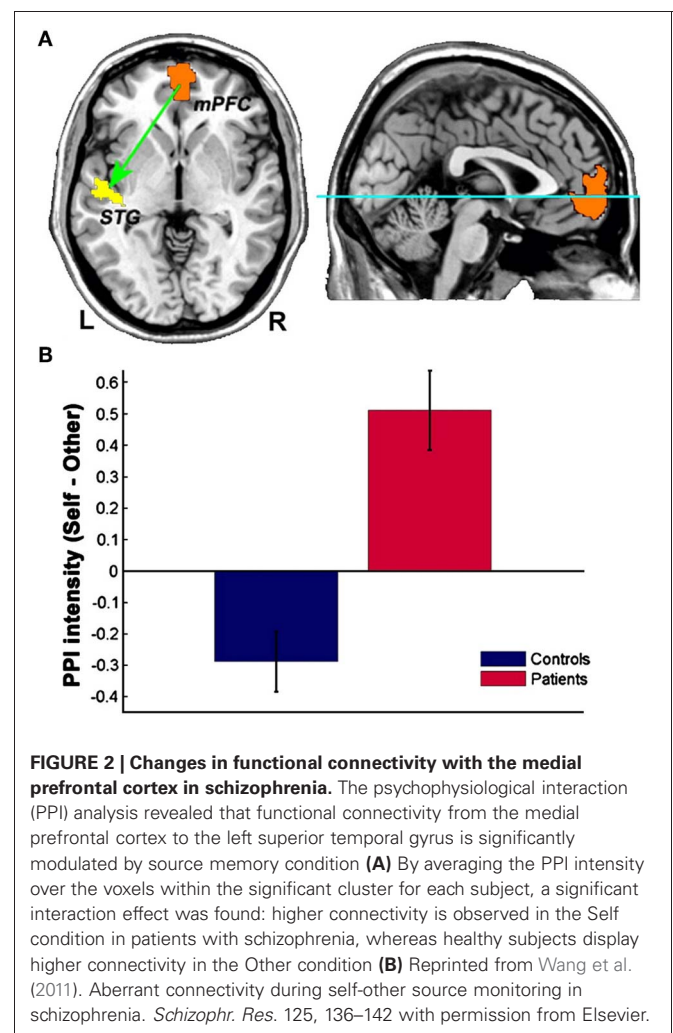 A
mPFC
STG
L
R
B
PPI intensity (Self - Other)
0.6
0.5
0.4
0.3
0.2
0.1
0
-0.1
-0.2
-0.3
-0.4
Controls
Patients
FIGURE 2 | Changes in functional connectivity with the medial
prefrontal cortex in schizophrenia. The psychophysiological interaction
(PPI) analysis revealed that functional connectivity from the medial
prefrontal cortex to the left superior temporal gyrus is significantly
modulated by source memory condition (A) By averaging the PPI intensity
over the voxels within the significant cluster for each subject, a significant
interaction effect was found: higher connectivity is observed in the Self
condition in patients with schizophrenia, whereas healthy subjects display
higher connectivity in the Other condition (B) Reprinted from Wang et al.
(2011). Aberrant connectivity during self-other source monitoring in
schizophrenia. Schizophr. Res. 125, 136–142 with permission from Elsevier.